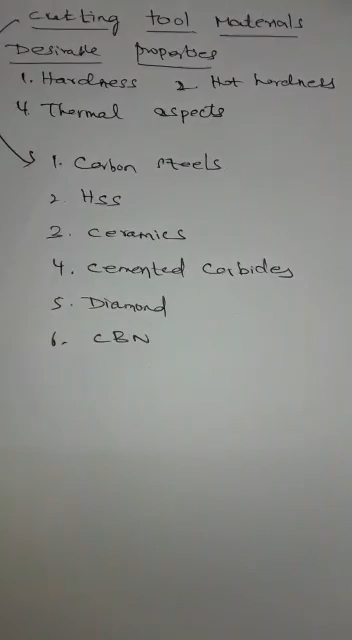 Cutting tool Materials
Desirable properties
1. Hardness 2. Hot hardness
4. Thermal aspects
1. Carbon steels
2. HSS
3. Ceramics
4. Cemented Carbides
5. Diamond
6. CBN